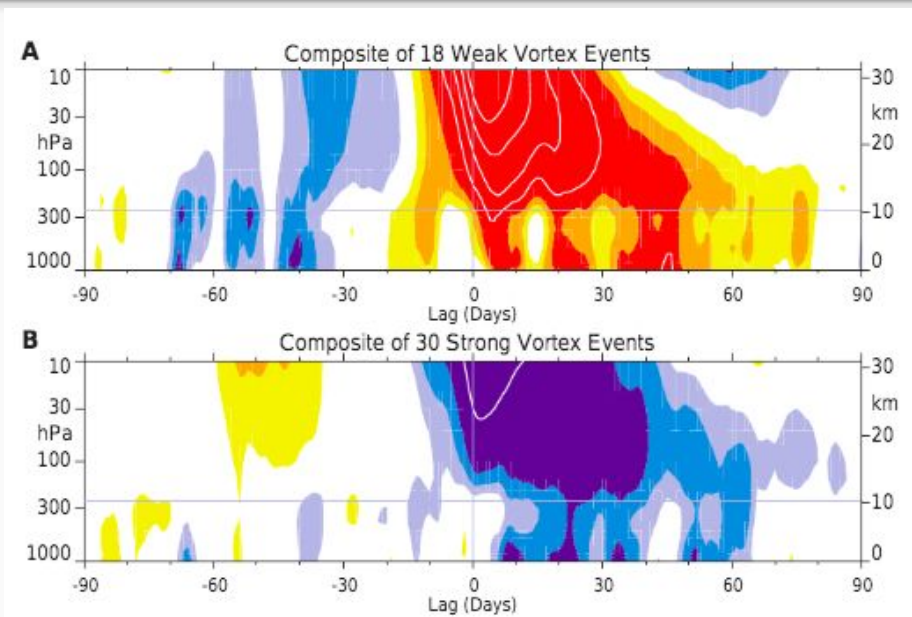 A
Composite of 18 Weak Vortex Events
10
30
hPa
100
300
1000
30
km
20
10
0
-90 -60 -30 0 30 60 90
Lag (Days)
B
Composite of 30 Strong Vortex Events
10
30
hPa
100
300
1000
30
km
20
10
0
-90 -60 -30 0 30 60 90
Lag (Days)